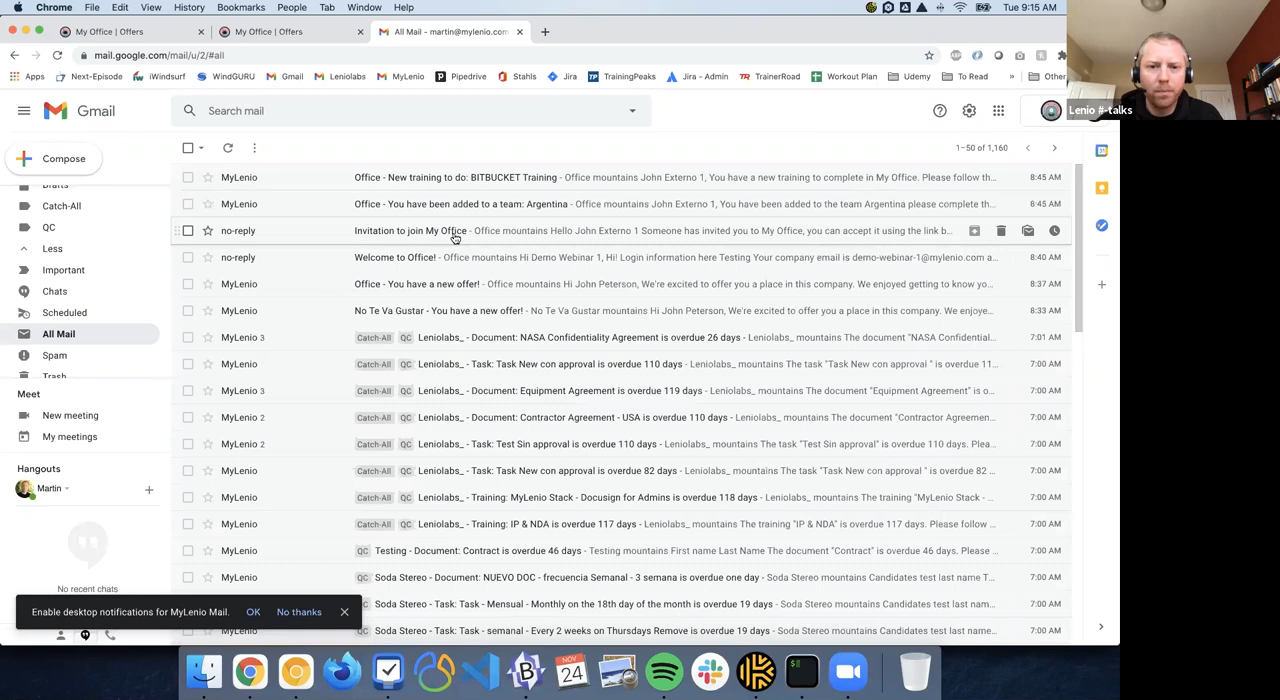 Chrome File Edit View History Bookmarks People Tab Window Help Tue 9:15 AM
My Office | Offers My Office | Offers All Mail - martin@mylenio.com
mail.google.com/mail/u/2/#all
Apps Next-Episode iWindsurf WindGURU Gmail Leniolabs MyLenio Pipedrive Stahls Jira TrainingPeaks Jira - Admin TrainerRoad Workout Plan Udemy To Read » Other
Lenio #-talks
Gmail
Search mail
1–50 of 1,160
Compose
Drafts
Catch-All
QC
Less
Important
Chats
Scheduled
All Mail
Spam
Trash
Meet
New meeting
My meetings
Hangouts
Martin
No recent chats
MyLenio Office - New training to do: BITBUCKET Training - Office mountains John Externo 1, You have a new training to complete in My Office. Please follow th... 8:45 AM
MyLenio Office - You have been added to a team: Argentina - Office mountains John Externo 1, You have been added to the team Argentina please complete th... 8:45 AM
no-reply Invitation to join My Office - Office mountains Hello John Externo 1 Someone has invited you to My Office, you can accept it using the link b...
no-reply Welcome to Office! - Office mountains Hi Demo Webinar 1, Hi! Login information here Testing Your company email is demo-webinar-1@mylenio.com a... 8:40 AM
MyLenio Office - You have a new offer! - Office mountains Hi John Peterson, We're excited to offer you a place in this company. We enjoyed getting to know yo... 8:37 AM
MyLenio No Te Va Gustar - You have a new offer! - No Te Va Gustar mountains Hi John Peterson, We're excited to offer you a place in this company. We enjoye... 8:33 AM
MyLenio 3 Catch-All QC Leniolabs_ - Document: NASA Confidentiality Agreement is overdue 26 days - Leniolabs_ mountains The document "NASA Confidential... 7:01 AM
MyLenio Catch-All QC Leniolabs_ - Task: Task New con approval is overdue 110 days - Leniolabs_ mountains The task "Task New con approval " is overdue 11... 7:00 AM
MyLenio 3 Catch-All QC Leniolabs_ - Document: Equipment Agreement is overdue 119 days - Leniolabs_ mountains The document "Equipment Agreement" is o... 7:00 AM
MyLenio 2 Catch-All QC Leniolabs_ - Document: Contractor Agreement - USA is overdue 110 days - Leniolabs_ mountains The document "Contractor Agreemen... 7:00 AM
MyLenio 2 Catch-All QC Leniolabs_ - Task: Test Sin approval is overdue 110 days - Leniolabs_ mountains The task "Test Sin approval" is overdue 110 days. Plea... 7:00 AM
MyLenio Catch-All QC Leniolabs_ - Task: Task New con approval is overdue 82 days - Leniolabs_ mountains The task "Task New con approval " is overdue 82 ... 7:00 AM
MyLenio Catch-All QC Leniolabs_ - Training: MyLenio Stack - Docusign for Admins is overdue 118 days - Leniolabs_ mountains The training "MyLenio Stack - ... 7:00 AM
MyLenio Catch-All QC Leniolabs_ - Training: IP & NDA is overdue 117 days - Leniolabs_ mountains The training "IP & NDA" is overdue 117 days. Please follow ... 7:00 AM
MyLenio QC Testing - Document: Contract is overdue 46 days - Testing mountains First name Last Name The document "Contract" is overdue 46 days. Please ... 7:00 AM
MyLenio QC Soda Stereo - Document: NUEVO DOC - frecuencia Semanal - 3 semana is overdue one day - Soda Stereo mountains Candidates test last name T... 7:00 AM
Soda Stereo - Task: Task - Mensual - Monthly on the 18th day of the month is overdue 19 days - Soda Stereo mountains Candidates test last nam... 7:00 AM
MyLenio Soda Stereo - Task: Task - semanal - Every 2 weeks on Thursdays Remove is overdue 19 days - Soda Stereo mountains Candidates test last name... 7:00 AM
Enable desktop notifications for MyLenio Mail. OK No thanks
NOV
24